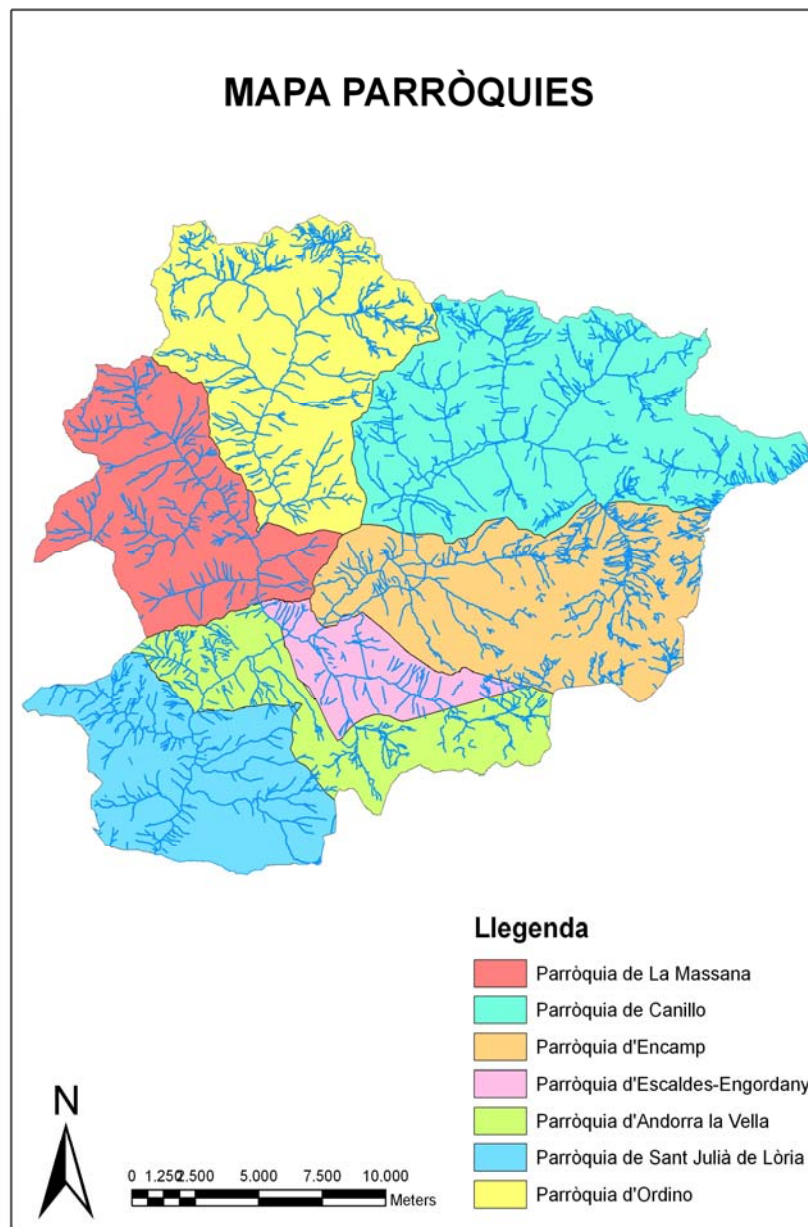 MAPA PARRÒQUIES
Llegenda
Parròquia de La Massana
Parròquia de Canillo
Parròquia d'Encamp
Parròquia d'Escaldes-Engordany
Parròquia d'Andorra la Vella
Parròquia de Sant Julià de Lòria
Parròquia d'Ordino
N
0 1.250 2.500 5.000 7.500 10.000
Meters